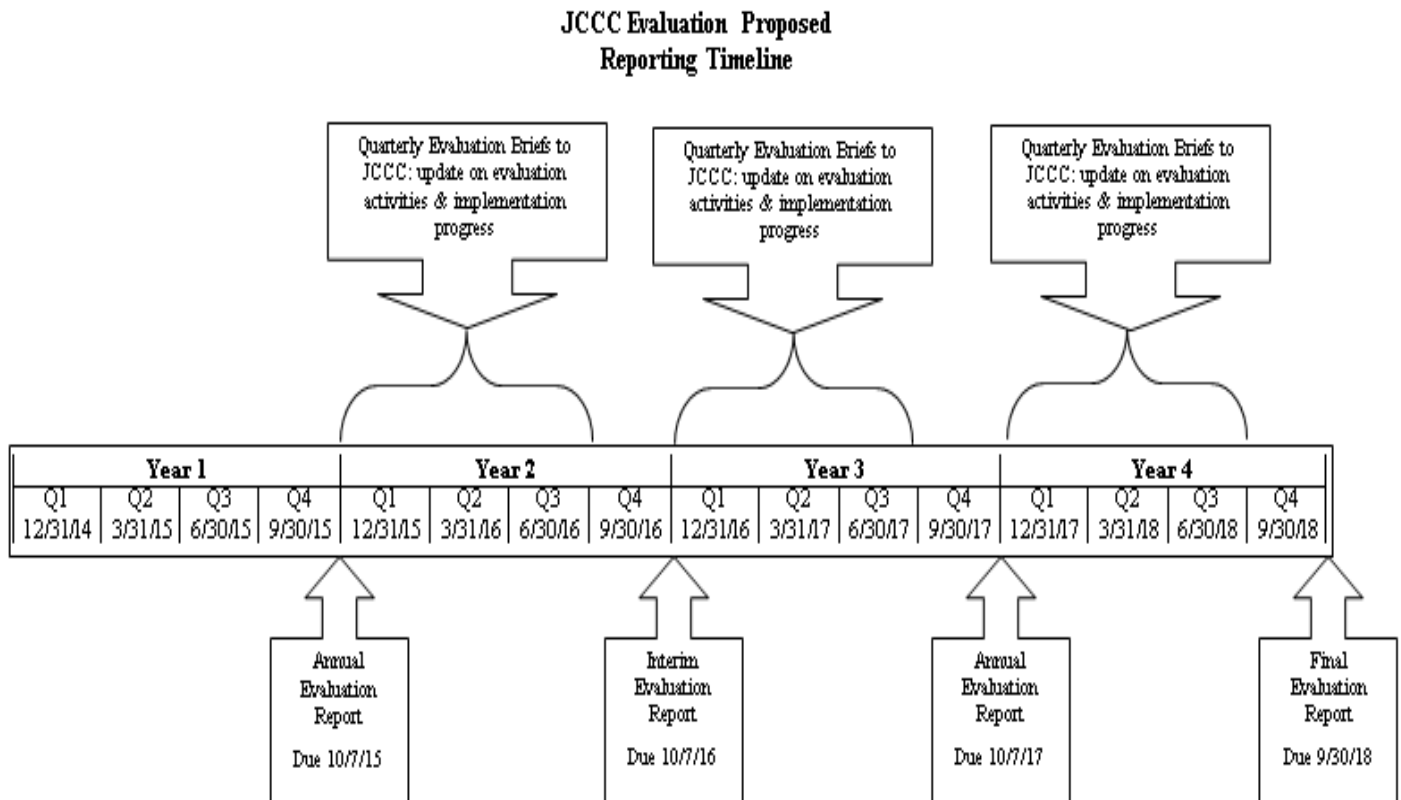 JCCC Evaluation Proposed
Reporting Timeline
Quarterly Evaluation Briefs to
JCCC: update on evaluation
activities & implementation
progress
Quarterly Evaluation Briefs to
JCCC: update on evaluation
activities & implementation
progress
Quarterly Evaluation Briefs to
JCCC: update on evaluation
activities & implementation
progress
Year 1 Year 2 Year 3 Year 4
Q1 Q2 Q3 Q4 Q1 Q2 Q3 Q4 Q1 Q2 Q3 Q4 Q1 Q2 Q3 Q4
12/31/14 3/31/15 6/30/15 9/30/15 12/31/15 3/31/16 6/30/16 9/30/16 12/31/16 3/31/17 6/30/17 9/30/17 12/31/17 3/31/18 6/30/18 9/30/18
Annual
Evaluation
Report
Due 10/7/15
Interim
Evaluation
Report
Due 10/7/16
Annual
Evaluation
Report
Due 10/7/17
Final
Evaluation
Report
Due 9/30/18